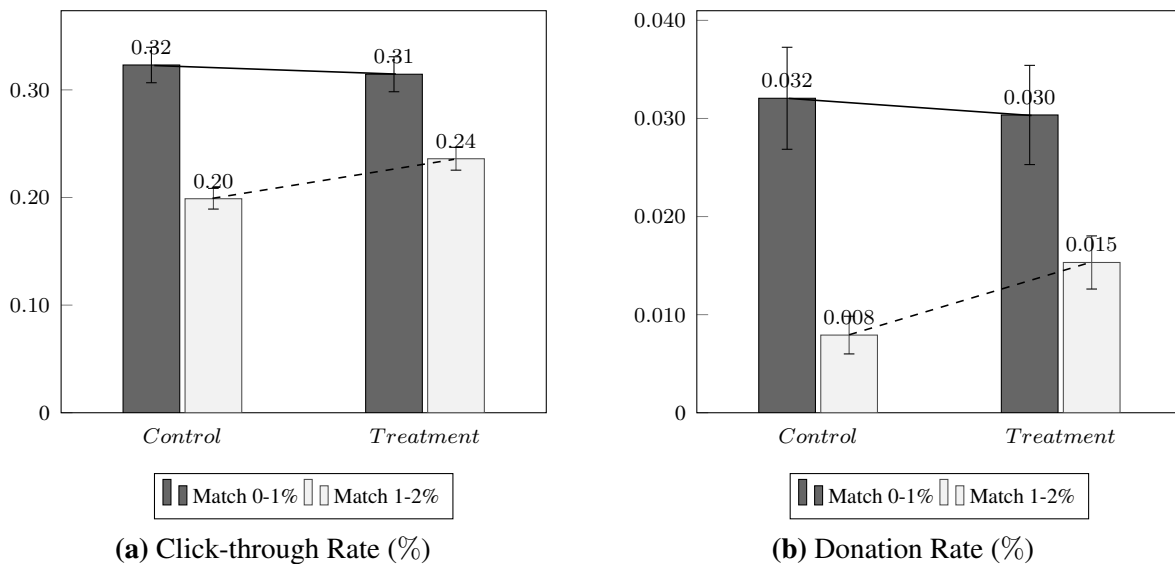 0.30
0.20
0.10
0
0.32
0.31
0.20
0.24
Control
Treatment
Match 0-1% Match 1-2%
(a) Click-through Rate (%)
0.040
0.030
0.020
0.010
0
0.032
0.030
0.008
0.015
Control
Treatment
Match 0-1% Match 1-2%
(b) Donation Rate (%)